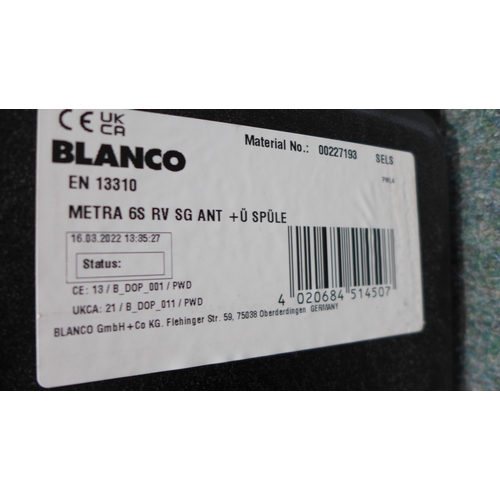 CE UK CA
BLANCO
Material No.: 00227193 SELS
PWL4
EN 13310
METRA 6S RV SG ANT +Ü SPÜLE
16.03.2022 13:35:27
Status:
CE: 13 / B_DOP_001 / PWD
UKCA: 21 / B_DOP_011 / PWD
4 020684 514507
BLANCO GmbH+Co KG. Flehinger Str. 59, 75038 Oberderdingen GERMANY